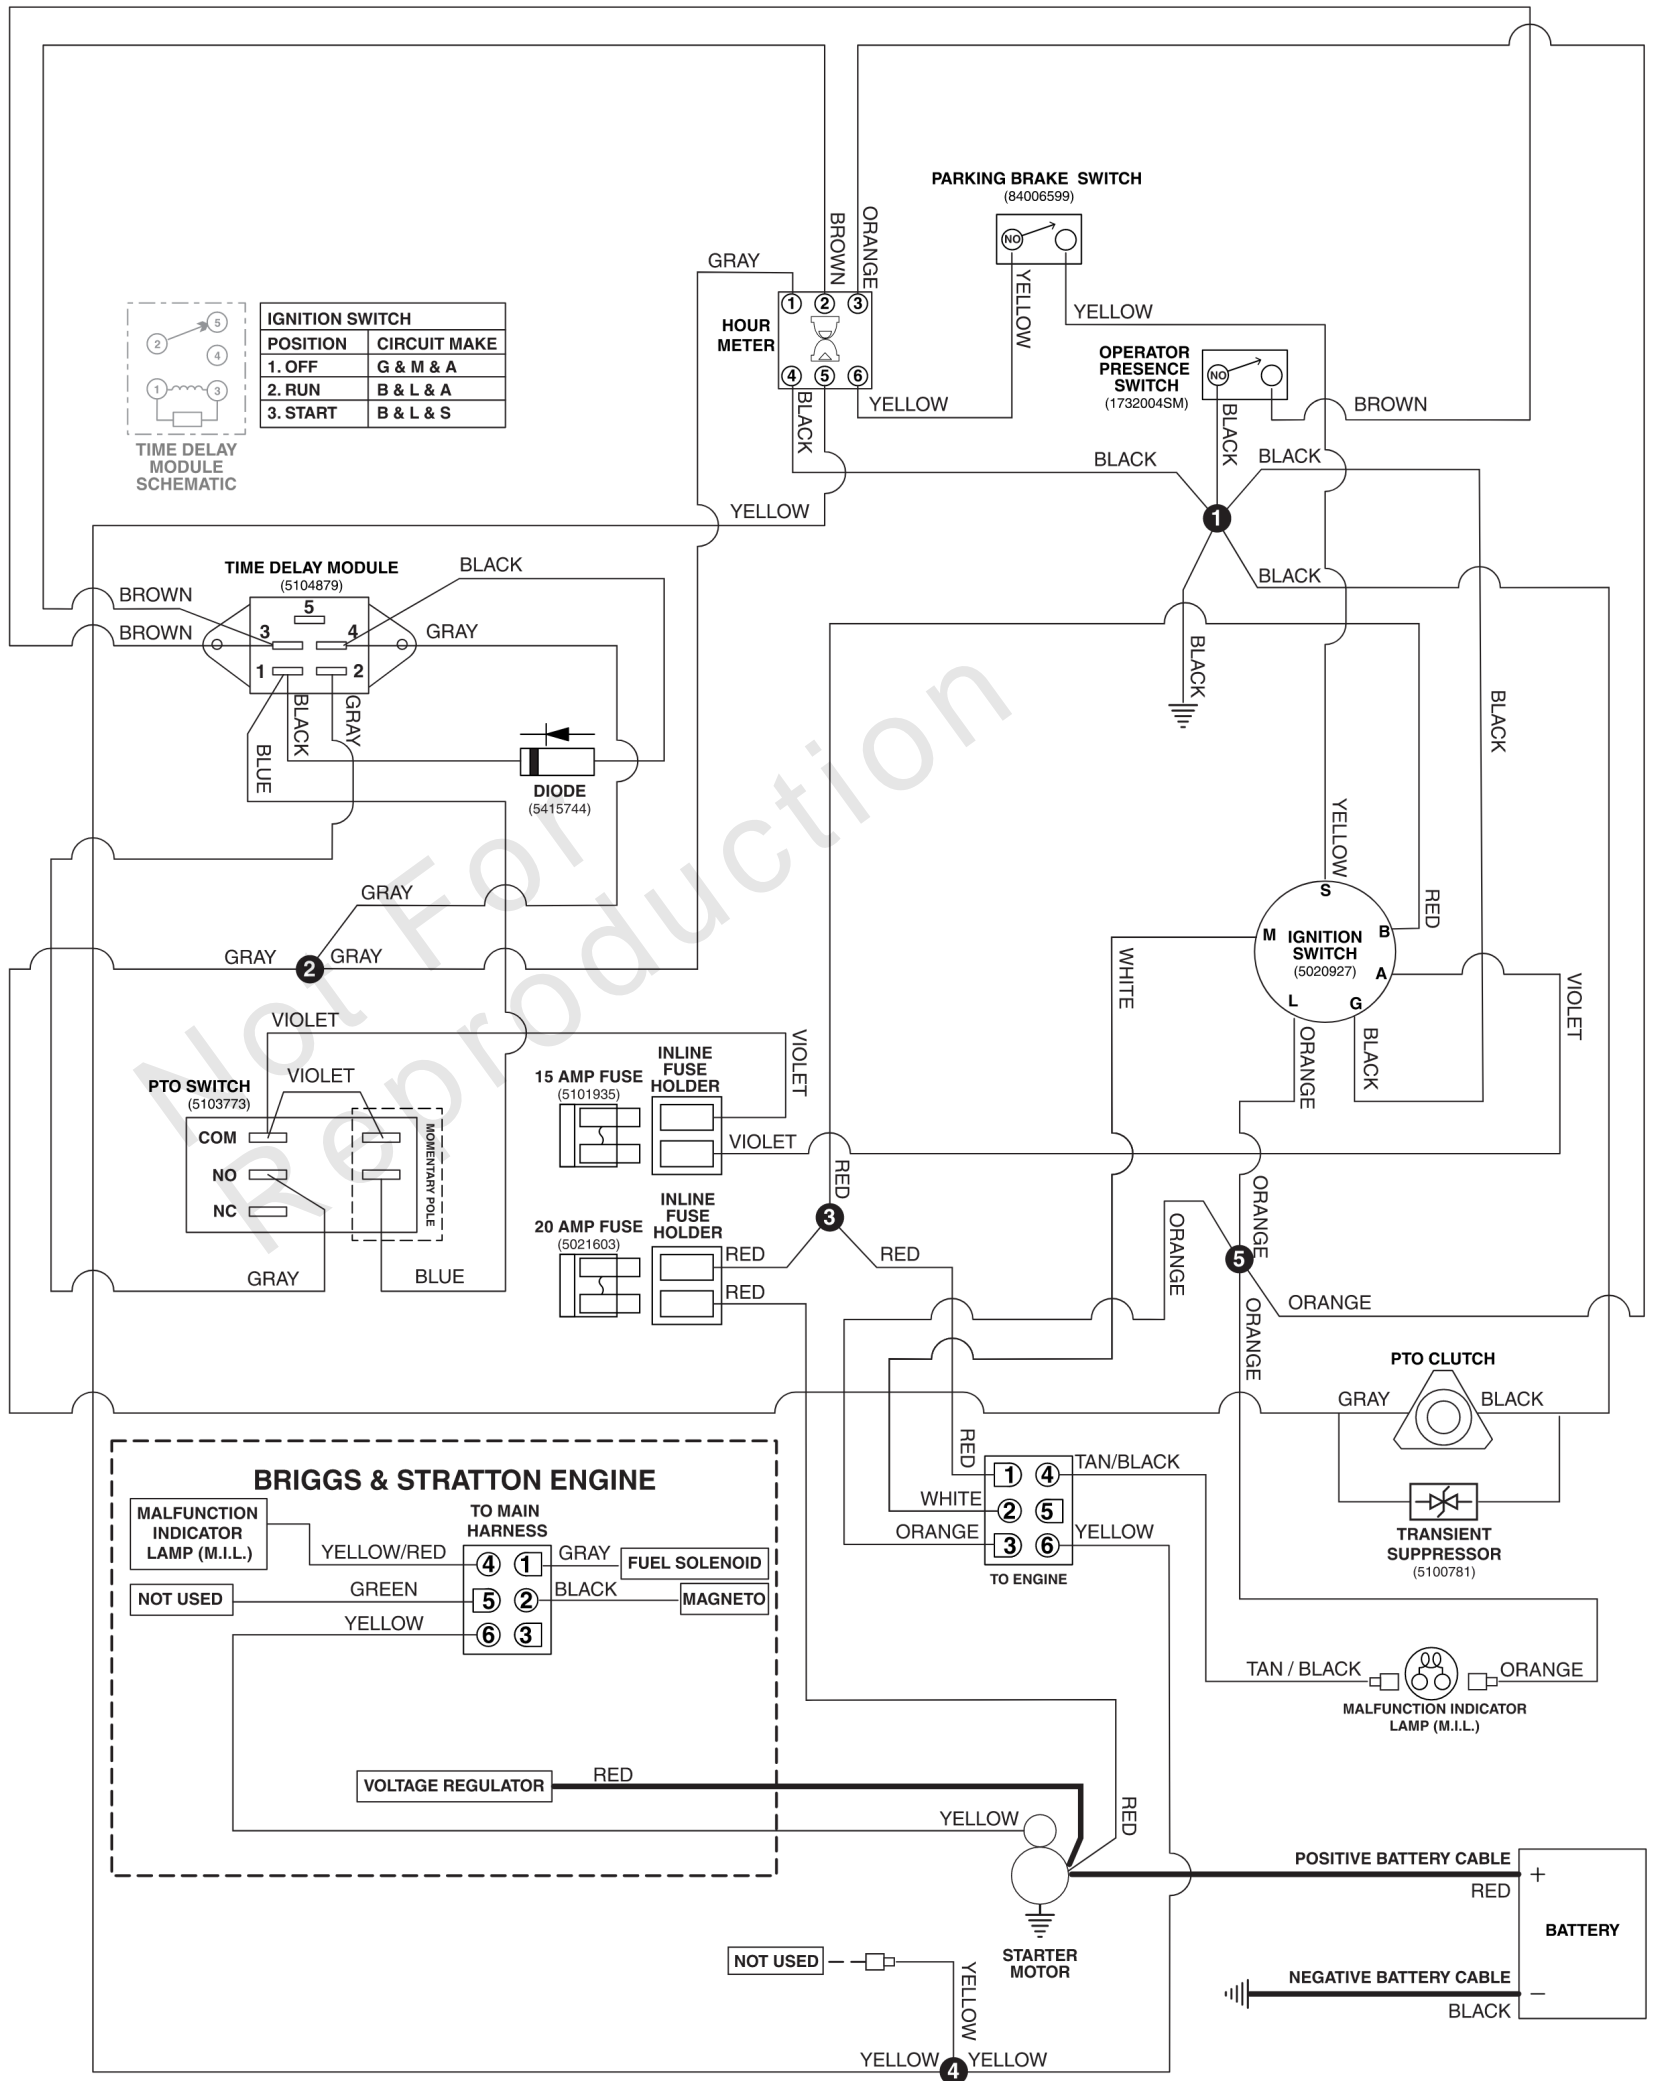 PARKING BRAKE SWITCH
(84006599)
NO
YELLOW
YELLOW
BROWN
ORANGE
GRAY
1 2 3
HOUR
METER
4 5 6
YELLOW
BLACK
OPERATOR
PRESENCE
SWITCH
(1732004SM)
NO
BLACK
BROWN
BLACK
BLACK
1
BLACK
BLACK
BLACK
5
2
4
1
3
TIME DELAY
MODULE
SCHEMATIC
IGNITION SWITCH
POSITION CIRCUIT MAKE
1. OFF G & M & A
2. RUN B & L & A
3. START B & L & S
YELLOW
TIME DELAY MODULE
(5104879)
BLACK
BROWN
BROWN
5
3 4
1 2
GRAY
BLACK
GRAY
BLUE
DIODE
(5415744)
GRAY
GRAY
2
GRAY
Not For
Reproduction
YELLOW
S
M
B
IGNITION
SWITCH
(5020927)
A
L
G
RED
WHITE
VIOLET
ORANGE
BLACK
VIOLET
VIOLET
VIOLET
PTO SWITCH
(5103773)
COM
NO
NC
MOMENTARY POLE
GRAY
BLUE
15 AMP FUSE
(5101935)
INLINE
FUSE
HOLDER
VIOLET
RED
3
20 AMP FUSE
(5021603)
INLINE
FUSE
HOLDER
RED
RED
RED
ORANGE
ORANGE
5
ORANGE
ORANGE
PTO CLUTCH
GRAY
BLACK
TRANSIENT
SUPPRESSOR
(5100781)
RED
1 4
TAN/BLACK
WHITE
2 5
ORANGE
3 6
YELLOW
TO ENGINE
BRIGGS & STRATTON ENGINE
MALFUNCTION
INDICATOR
LAMP (M.I.L.)
TO MAIN
HARNESS
YELLOW/RED
4 1
GRAY
FUEL SOLENOID
NOT USED
GREEN
5 2
BLACK
MAGNETO
YELLOW
6 3
TAN / BLACK
ORANGE
MALFUNCTION INDICATOR
LAMP (M.I.L.)
VOLTAGE REGULATOR
RED
YELLOW
RED
POSITIVE BATTERY CABLE
+
RED
BATTERY
STARTER
MOTOR
NEGATIVE BATTERY CABLE
−
BLACK
NOT USED
YELLOW
YELLOW
4
YELLOW